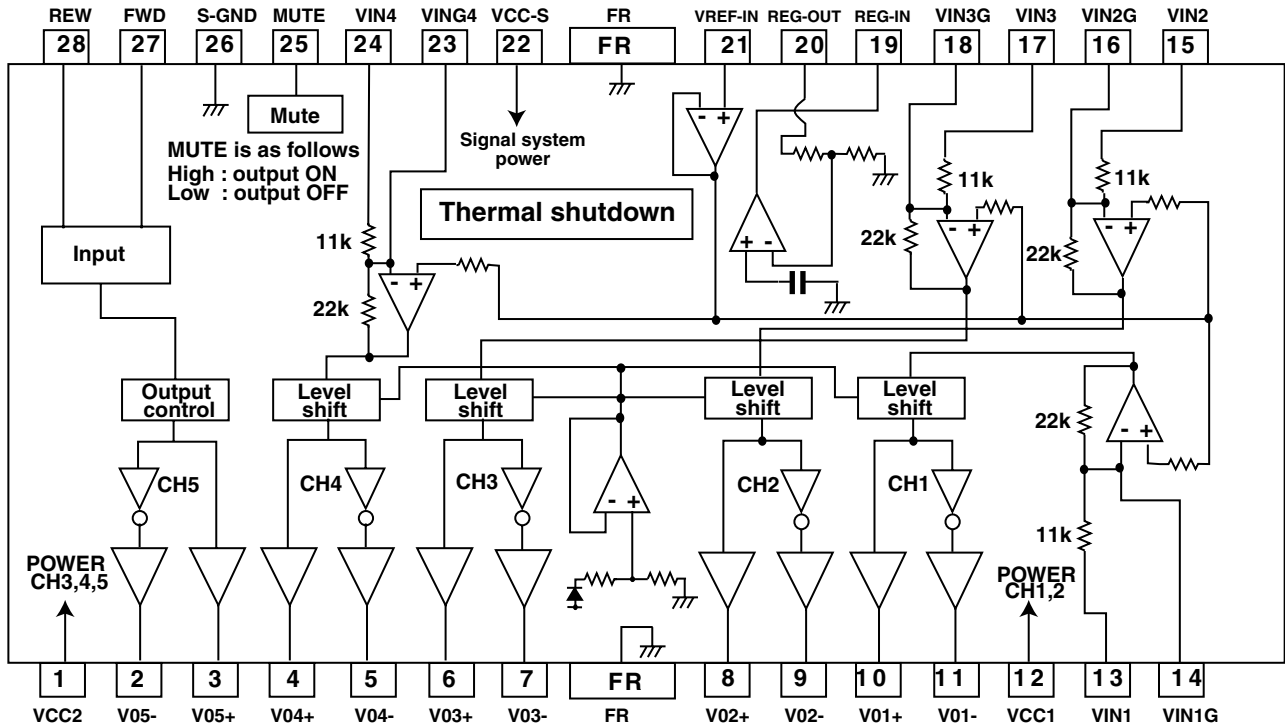 REW FWD S-GND MUTE VIN4 VING4 VCC-S FR VREF-IN REG-OUT REG-IN VIN3G VIN3 VIN2G VIN2
28 27 26 25 24 23 22 FR 21 20 19 18 17 16 15
Mute
MUTE is as follows
High : output ON
Low : output OFF
Signal system
power
Thermal shutdown
- +
+ -
11k
22k
- +
11k
22k
- +
11k
22k
- +
Input
Output
control
Level
shift
Level
shift
Level
shift
Level
shift
22k
- +
11k
CH5
CH4
CH3
- +
CH2
CH1
POWER
CH3,4,5
POWER
CH1,2
1 2 3 4 5 6 7 FR 8 9 10 11 12 13 14
VCC2 V05- V05+ V04+ V04- V03+ V03- FR V02+ V02- V01+ V01- VCC1 VIN1 VIN1G